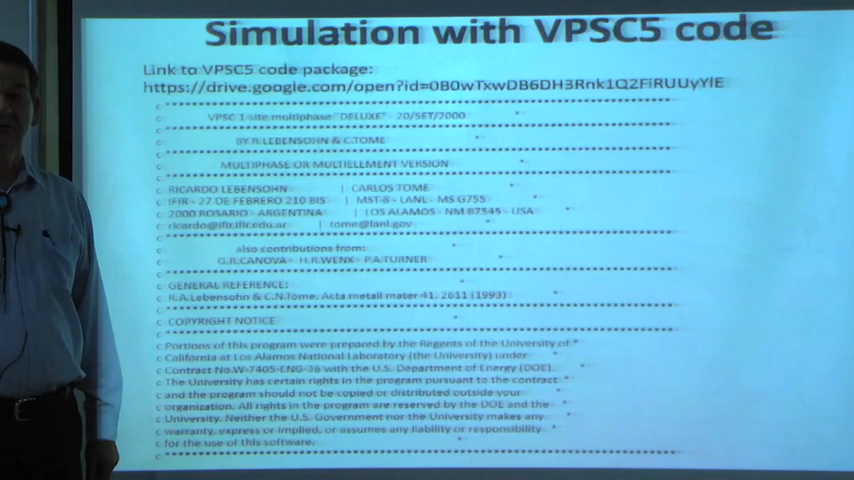 Simulation with VPSC5 code
Link to VPSC5 code package:
https://drive.google.com/open?id=0B0wTxwDB6DH3Rnk1Q2FiRUUyYlE
c ***********************************************************************
c VPSC 1-site multiphase "DELUXE" - 20/SET/2000 *
c ***********************************************************************
c BY R.LEBENSOHN & C.TOME *
c ***********************************************************************
c MULTIPHASE OR MULTIELEMENT VERSION *
c ***********************************************************************
c RICARDO LEBENSOHN | CARLOS TOME *
c IFIR - 27 DE FEBRERO 210 BIS | MST-8 - LANL - MS G755 *
c 2000 ROSARIO - ARGENTINA | LOS ALAMOS - NM 87545 - USA *
c ricardo@ifir.ifir.edu.ar | tome@lanl.gov *
c ***********************************************************************
c also contributions from: *
c G.R.CANOVA - H.R.WENK - P.A.TURNER *
c ***********************************************************************
c GENERAL REFERENCE: *
c R.A.Lebensohn & C.N.Tome, Acta metall mater 41, 2611 (1993) *
c ***********************************************************************
c COPYRIGHT NOTICE *
c ***********************************************************************
c Portions of this program were prepared by the Regents of the University of *
c California at Los Alamos National Laboratory (the University) under *
c Contract No.W-7405-ENG-36 with the U.S. Department of Energy (DOE). *
c The University has certain rights in the program pursuant to the contract *
c and the program should not be copied or distributed outside your *
c organization. All rights in the program are reserved by the DOE and the *
c University. Neither the U.S. Government nor the University makes any *
c warranty, express or implied, or assumes any liability or responsibility *
c for the use of this software. *
c ***********************************************************************